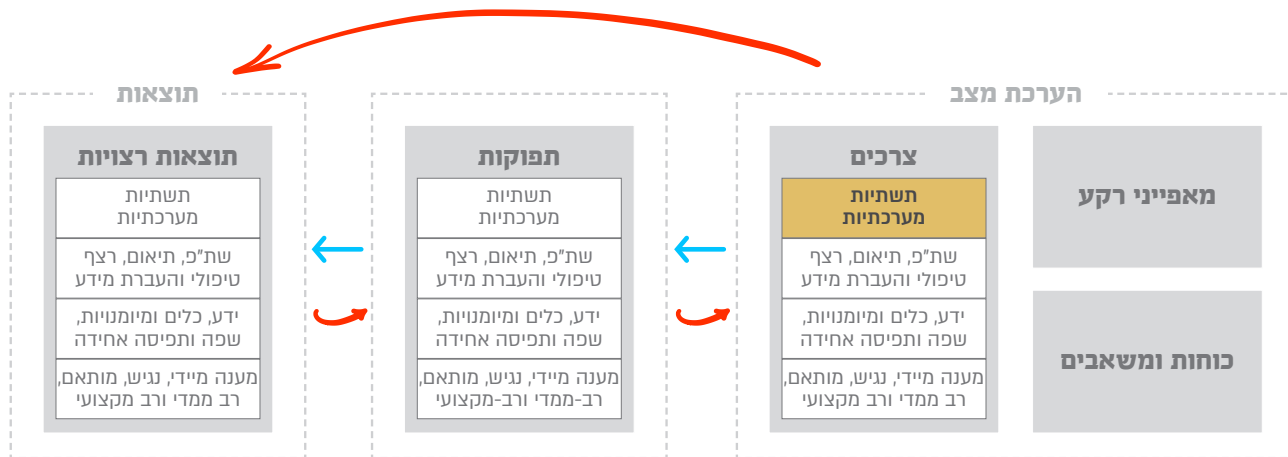 הערכת מצב
תוצאות
מאפייני רקע
כוחות ומשאבים
צרכים
תשתיות
מערכתיות
שת"פ, תיאום, רצף
טיפולי והעברת מידע
ידע, כלים ומיומנויות,
שפה ותפיסה אחידה
מענה מיידי, נגיש, מותאם,
רב ממדי ורב מקצועי
תפוקות
תשתיות
מערכתיות
שת"פ, תיאום, רצף
טיפולי והעברת מידע
ידע, כלים ומיומנויות,
שפה ותפיסה אחידה
מענה מיידי, נגיש, מותאם,
רב-ממדי ורב-מקצועי
תוצאות רצויות
תשתיות
מערכתיות
שת"פ, תיאום, רצף
טיפולי והעברת מידע
ידע, כלים ומיומנויות,
שפה ותפיסה אחידה
מענה מיידי, נגיש, מותאם,
רב ממדי ורב מקצועי